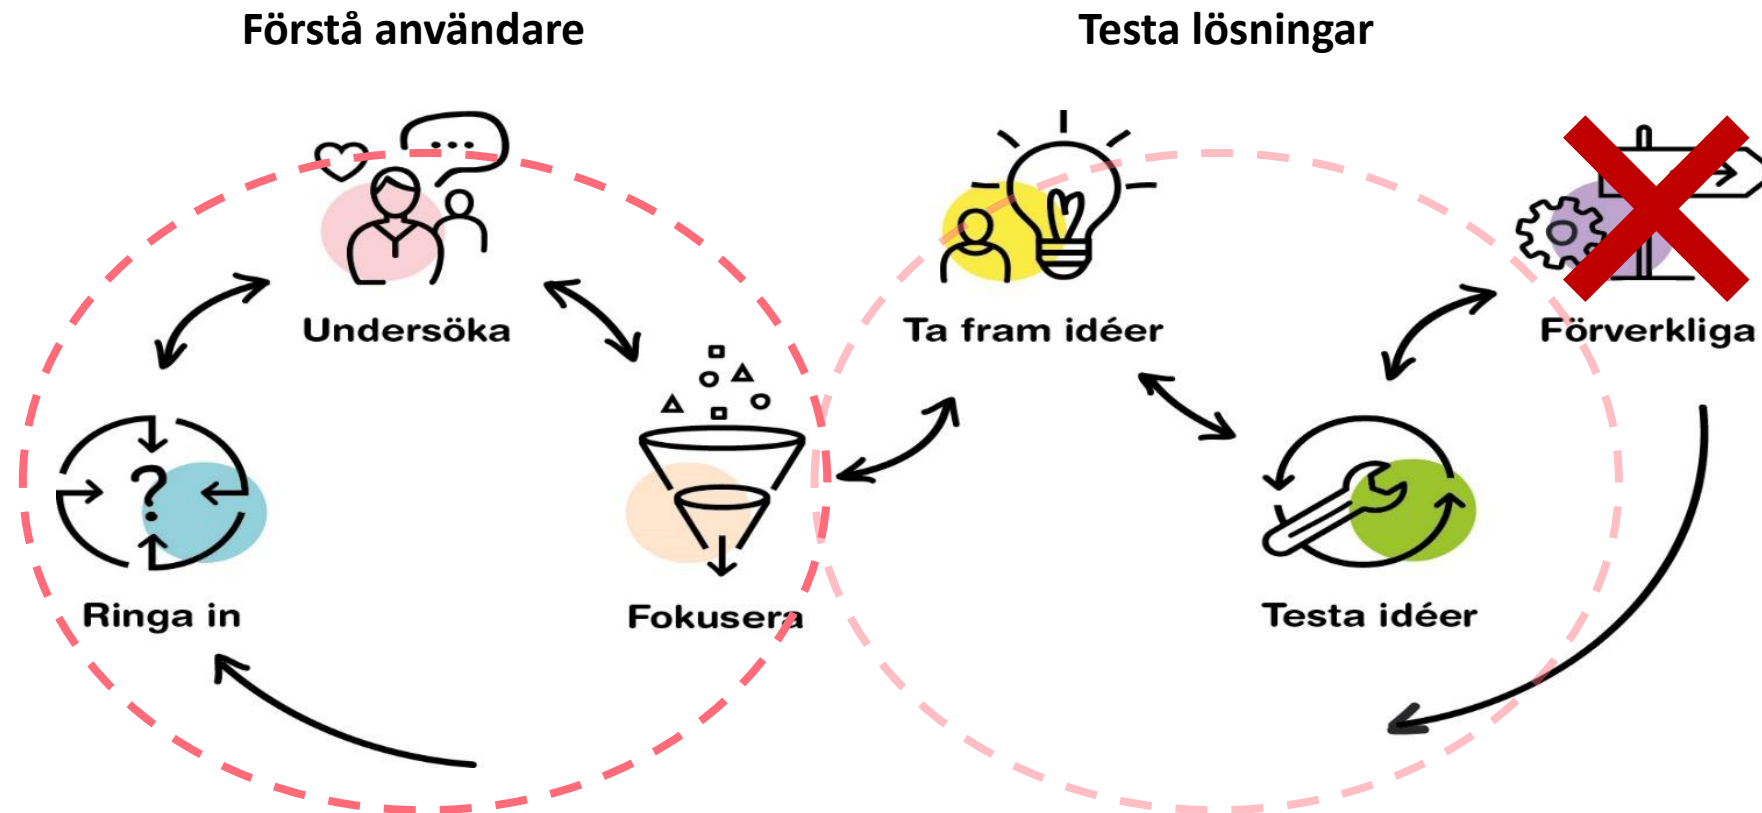 Förstå användare
Testa lösningar
Undersöka
Ta fram idéer
Förverkliga
?
Ringa in
Fokusera
Testa idéer